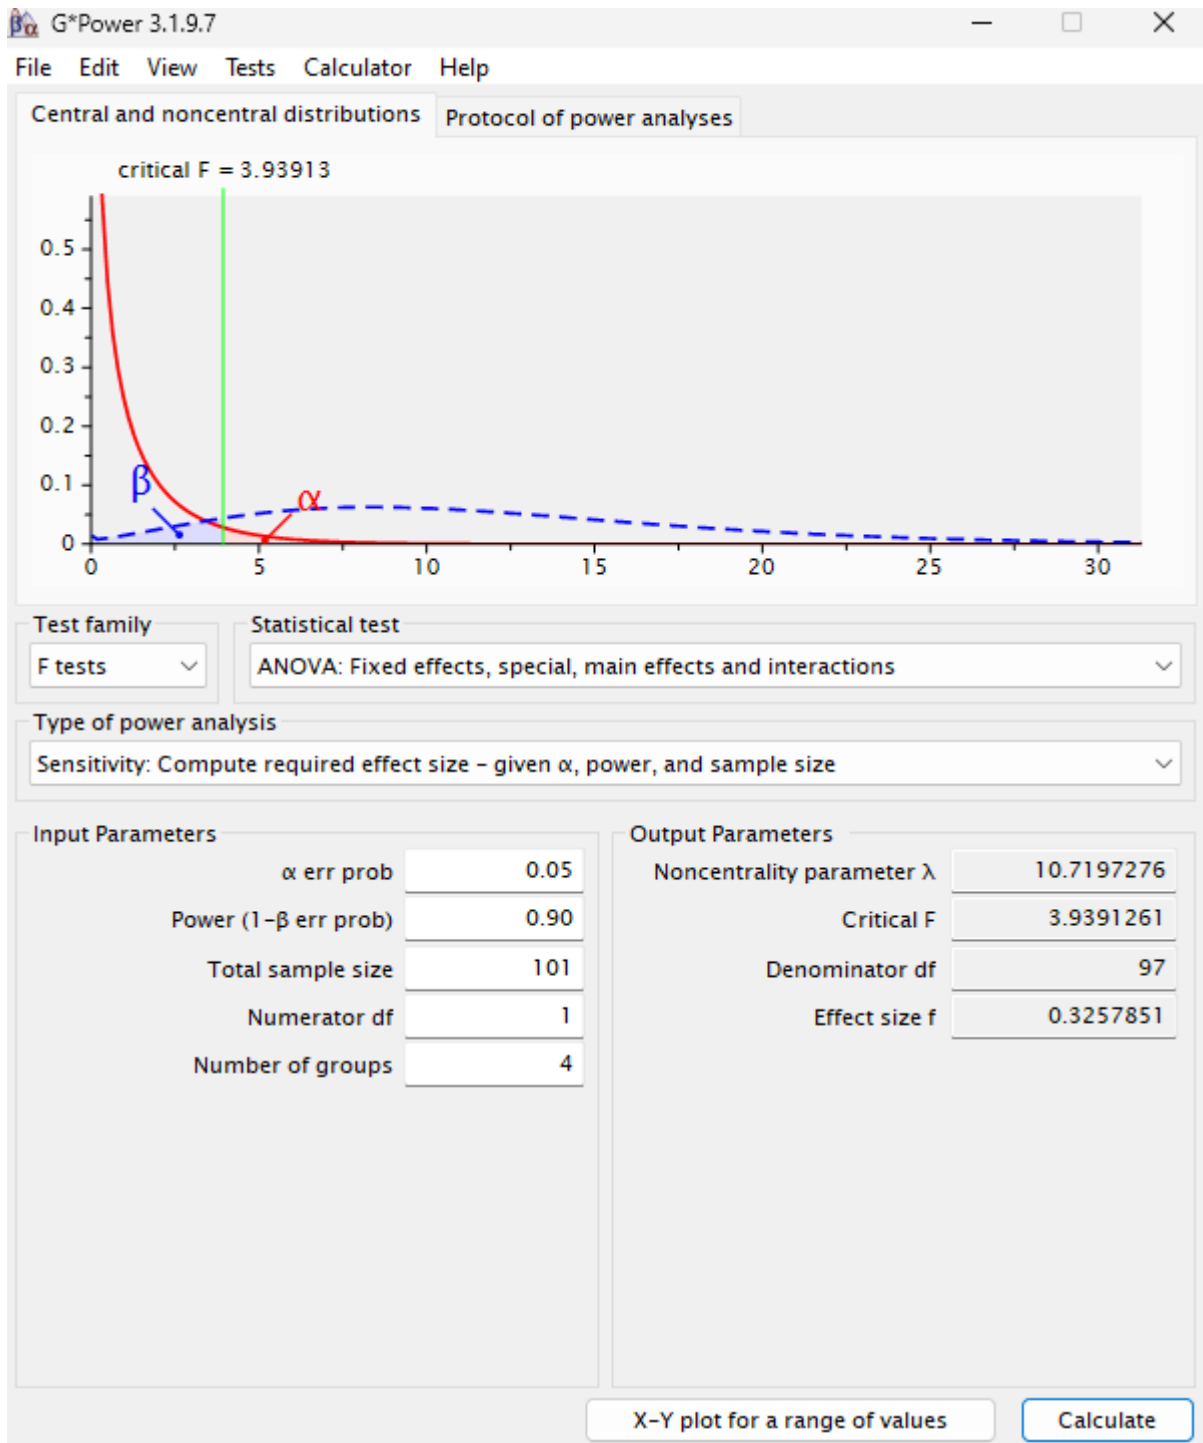 G*Power 3.1.9.7
File Edit View Tests Calculator Help
Central and noncentral distributions Protocol of power analyses
critical F = 3.93913
0.5
0.4
0.3
0.2
0.1
β
α
0
0 5 10 15 20 25 30
Test family Statistical test
F tests ANOVA: Fixed effects, special, main effects and interactions
Type of power analysis
Sensitivity: Compute required effect size – given α, power, and sample size
Input Parameters Output Parameters
α err prob 0.05 Noncentrality parameter λ 10.7197276
Power (1–β err prob) 0.90 Critical F 3.9391261
Total sample size 101 Denominator df 97
Numerator df 1 Effect size f 0.3257851
Number of groups 4
X–Y plot for a range of values Calculate